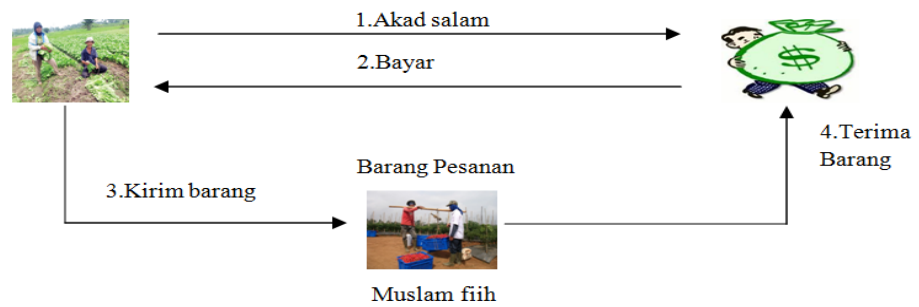 1.Akad salam
2.Bayar
$
4.Terima
Barang
Barang Pesanan
3.Kirim barang
Muslam fiih